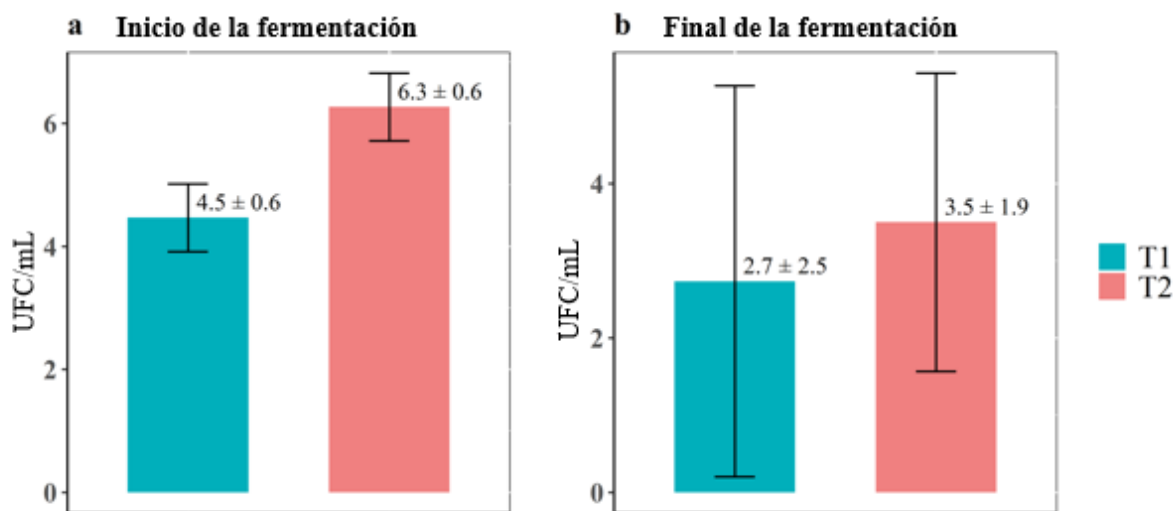 a Inicio de la fermentación
UFC/mL
6
4
2
0
4.5 ± 0.6
6.3 ± 0.6
b Final de la fermentación
UFC/mL
4
2
0
2.7 ± 2.5
3.5 ± 1.9
T1
T2